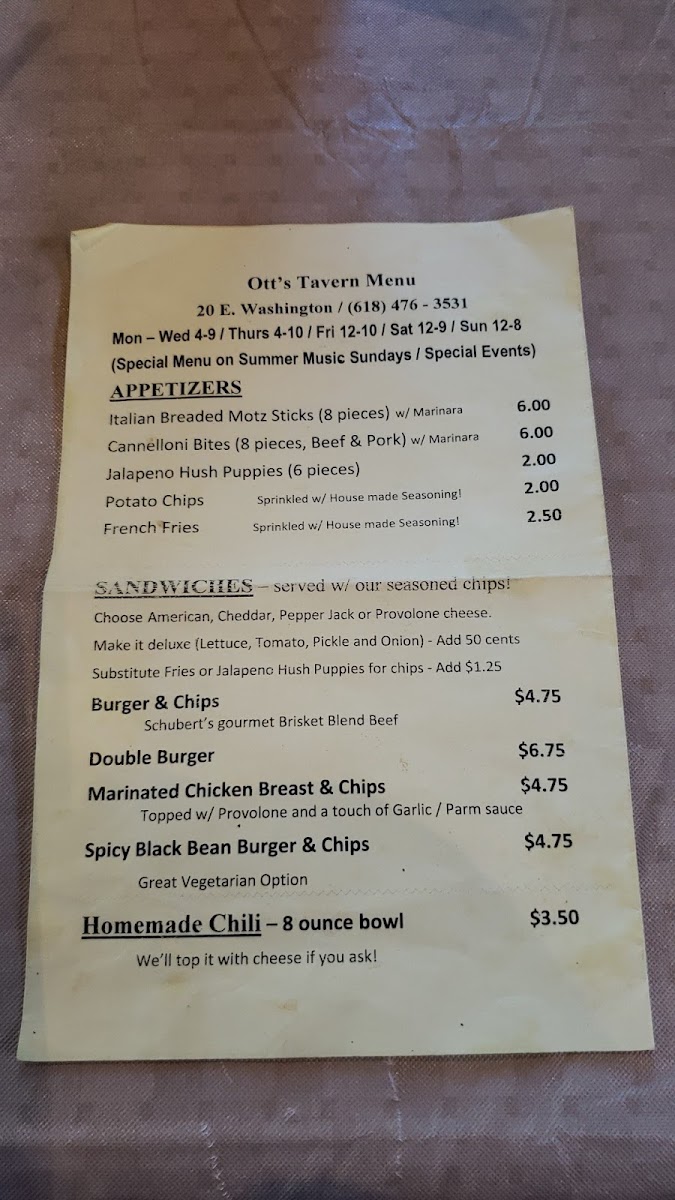 Ott's Tavern Menu
20 E. Washington / (618) 476 - 3531
Mon – Wed 4-9 / Thurs 4-10 / Fri 12-10 / Sat 12-9 / Sun 12-8
(Special Menu on Summer Music Sundays / Special Events)
APPETIZERS
Italian Breaded Motz Sticks (8 pieces) w/ Marinara 6.00
Cannelloni Bites (8 pieces, Beef & Pork) w/ Marinara 6.00
Jalapeno Hush Puppies (6 pieces) 2.00
Potato Chips Sprinkled w/ House made Seasoning! 2.00
French Fries Sprinkled w/ House made Seasoning! 2.50
SANDWICHES – served w/ our seasoned chips!
Choose American, Cheddar, Pepper Jack or Provolone cheese.
Make it deluxe (Lettuce, Tomato, Pickle and Onion) - Add 50 cents
Substitute Fries or Jalapeno Hush Puppies for chips - Add $1.25
Burger & Chips $4.75
Schubert's gourmet Brisket Blend Beef
Double Burger $6.75
Marinated Chicken Breast & Chips $4.75
Topped w/ Provolone and a touch of Garlic / Parm sauce
Spicy Black Bean Burger & Chips $4.75
Great Vegetarian Option
Homemade Chili – 8 ounce bowl $3.50
We'll top it with cheese if you ask!